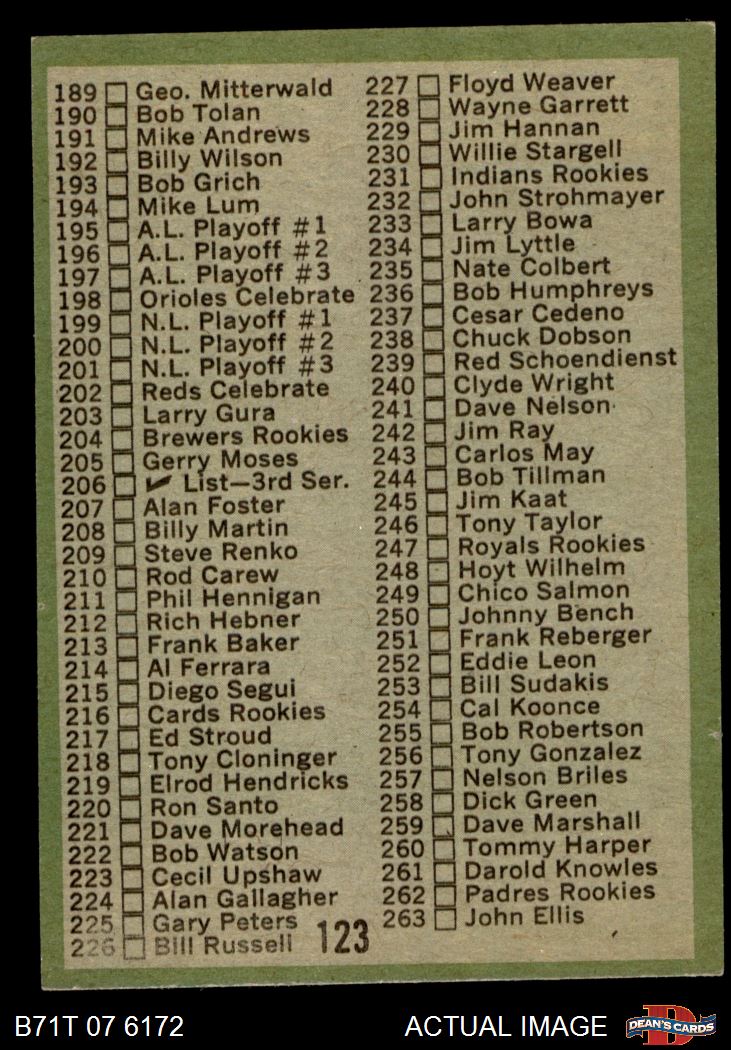 189 Geo. Mitterwald
190 Bob Tolan
191 Mike Andrews
192 Billy Wilson
193 Bob Grich
194 Mike Lum
195 A.L. Playoff #1
196 A.L. Playoff #2
197 A.L. Playoff #3
198 Orioles Celebrate
199 N.L. Playoff #1
200 N.L. Playoff #2
201 N.L. Playoff #3
202 Reds Celebrate
203 Larry Gura
204 Brewers Rookies
205 Gerry Moses
206 ✔ List—3rd Ser.
207 Alan Foster
208 Billy Martin
209 Steve Renko
210 Rod Carew
211 Phil Hennigan
212 Rich Hebner
213 Frank Baker
214 Al Ferrara
215 Diego Segui
216 Cards Rookies
217 Ed Stroud
218 Tony Cloninger
219 Elrod Hendricks
220 Ron Santo
221 Dave Morehead
222 Bob Watson
223 Cecil Upshaw
224 Alan Gallagher
225 Gary Peters
226 Bill Russell
227 Floyd Weaver
228 Wayne Garrett
229 Jim Hannan
230 Willie Stargell
231 Indians Rookies
232 John Strohmayer
233 Larry Bowa
234 Jim Lyttle
235 Nate Colbert
236 Bob Humphreys
237 Cesar Cedeno
238 Chuck Dobson
239 Red Schoendienst
240 Clyde Wright
241 Dave Nelson
242 Jim Ray
243 Carlos May
244 Bob Tillman
245 Jim Kaat
246 Tony Taylor
247 Royals Rookies
248 Hoyt Wilhelm
249 Chico Salmon
250 Johnny Bench
251 Frank Reberger
252 Eddie Leon
253 Bill Sudakis
254 Cal Koonce
255 Bob Robertson
256 Tony Gonzalez
257 Nelson Briles
258 Dick Green
259 Dave Marshall
260 Tommy Harper
261 Darold Knowles
262 Padres Rookies
263 John Ellis
123
B71T 07 6172
ACTUAL IMAGE
D
DEAN'S CARDS